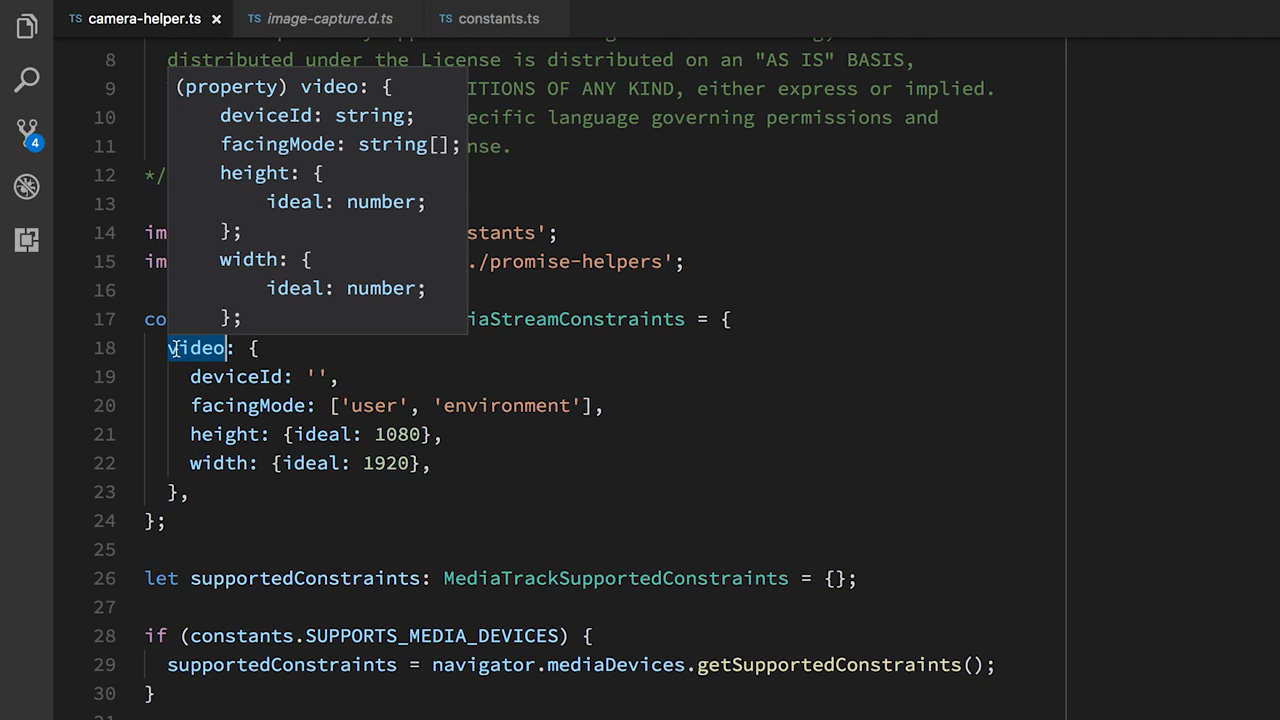 TS camera-helper.ts ×
TS image-capture.d.ts
TS constants.ts
4
8 distributed under the License is distributed on an "AS IS" BASIS,
9 ITIONS OF ANY KIND, either express or implied.
10 ecific language governing permissions and
11 nse.
12 */
13
14 im stants';
15 im ./promise-helpers';
16
17 co iaStreamConstraints = {
(property) video: {
deviceId: string;
facingMode: string[];
height: {
ideal: number;
};
width: {
ideal: number;
};
18 video: {
19 deviceId: '',
20 facingMode: ['user', 'environment'],
21 height: {ideal: 1080},
22 width: {ideal: 1920},
23 },
24 };
25
26 let supportedConstraints: MediaTrackSupportedConstraints = {};
27
28 if (constants.SUPPORTS_MEDIA_DEVICES) {
29 supportedConstraints = navigator.mediaDevices.getSupportedConstraints();
30 }